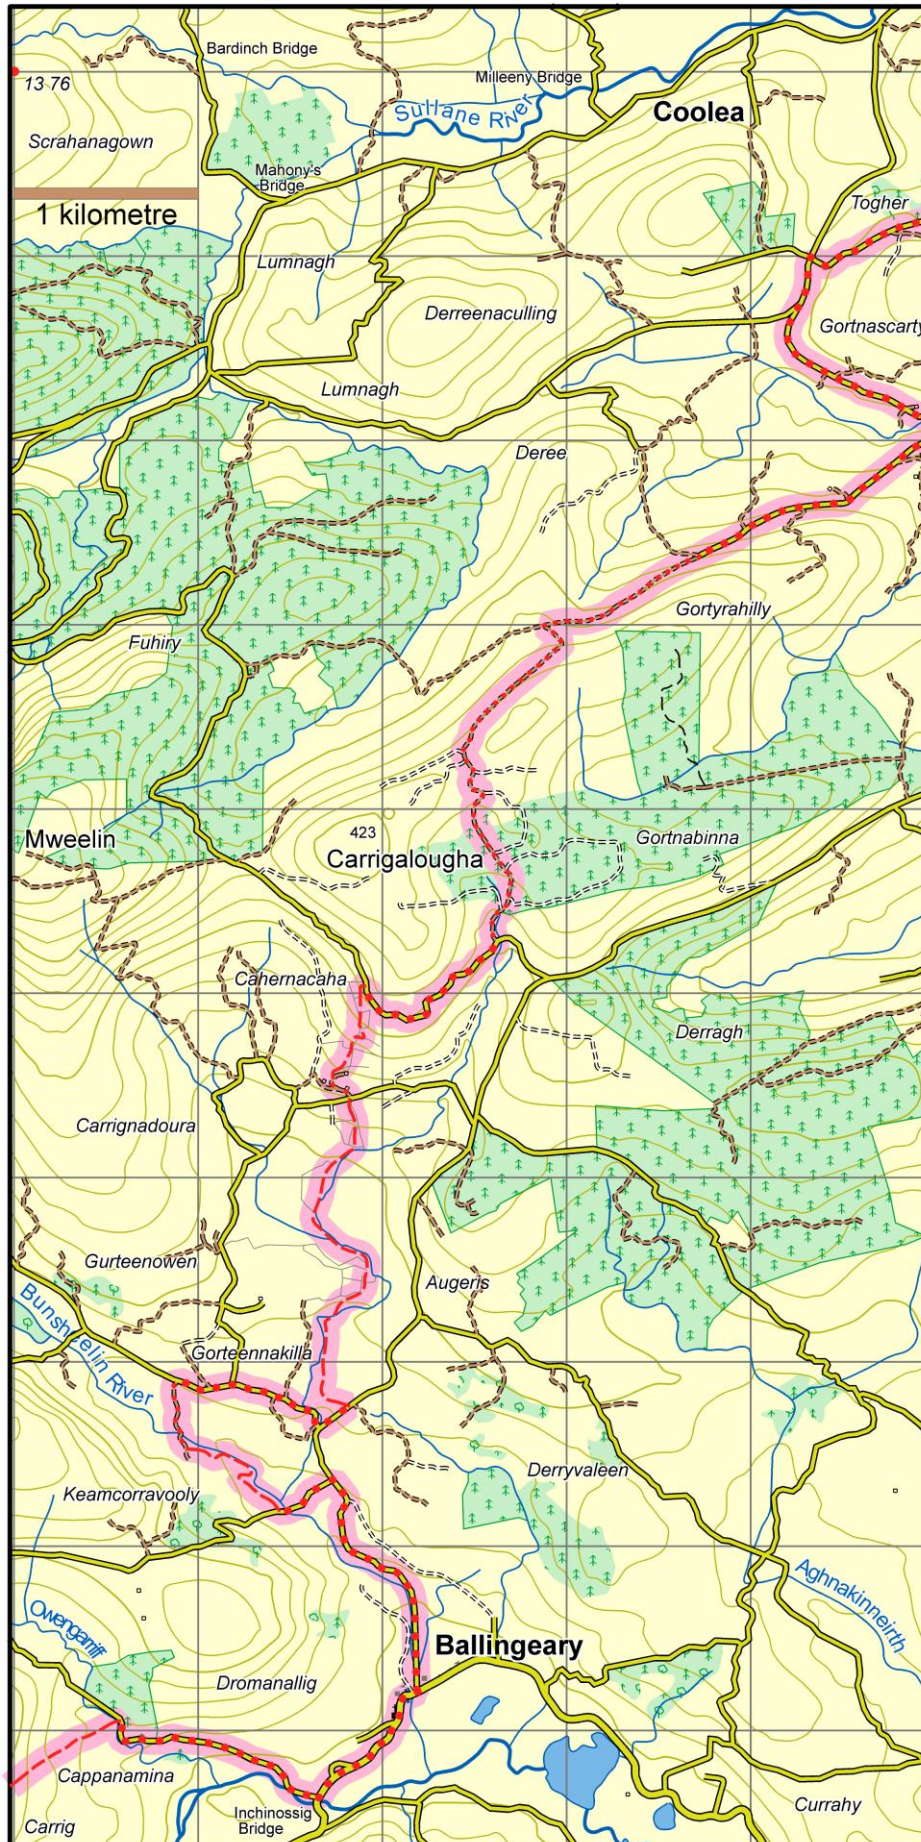 Bardinch Bridge
13 76
Milleeny Bridge
Sullane River
Coolea
Scrahanagown
Mahony's
Bridge
1 kilometre
Togher
Lumnagh
Derreenaculling
Gortnascarty
Lumnagh
Deree
Gortyrahilly
Fuhiry
423
Mweelin
Carrigalougha
Gortnabinna
Cahernacaha
Derragh
Carrignadoura
Gurteenowen
Augeris
Bunsheelin River
Gorteennakilla
Keamcorravooly
Derryvaleen
Aghnakinneirth
Owengarriff
Ballingeary
Dromanallig
Cappanamina
Currahy
Inchinossig
Bridge
Carrig